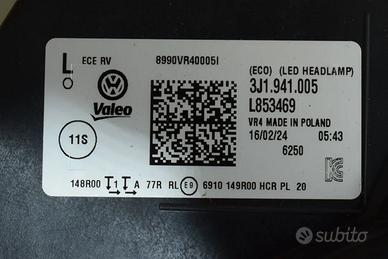 L
ECE RV
8990VR40005I
(ECO) (LED HEADLAMP)
3J1.941.005
L853469
Valeo
VR4 MADE IN POLAND
16/02/24 05:43
6250
11S
148R00 1 A 77R RL E9 6910 149R00 HCR PL 20
subito